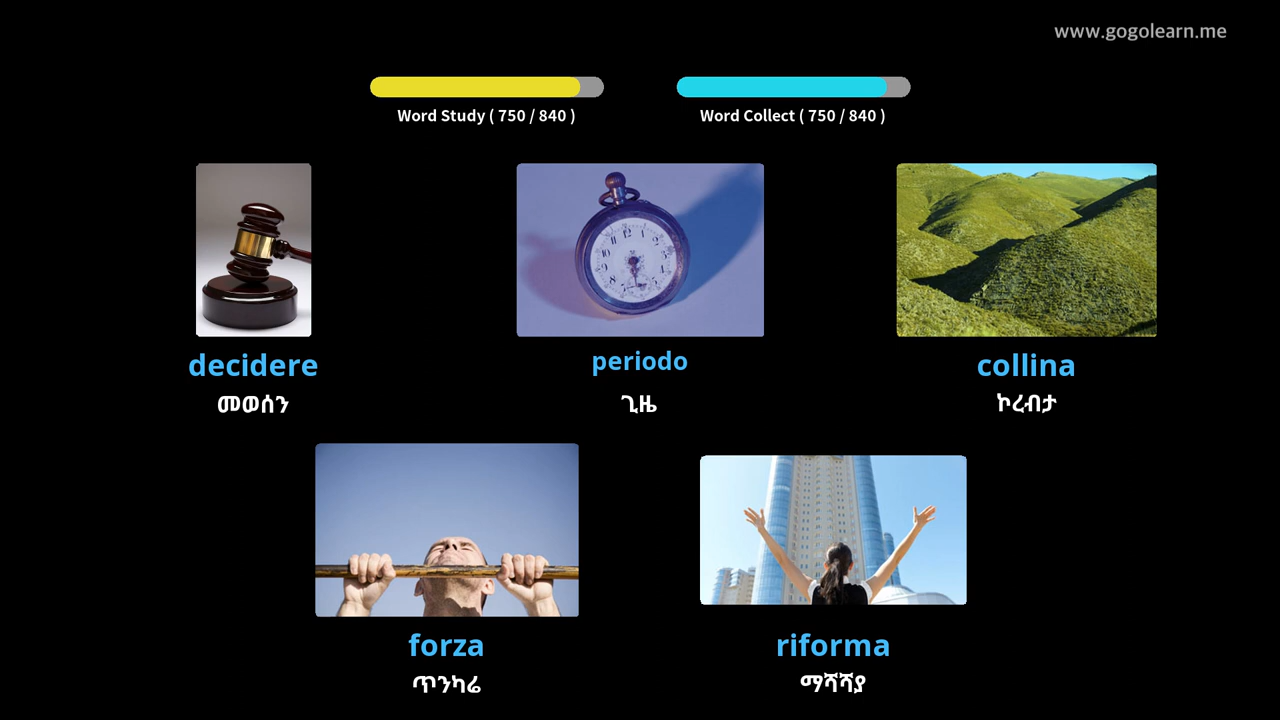 www.gogolearn.me
Word Study ( 750 / 840 )
Word Collect ( 750 / 840 )
decidere
መወሰን
periodo
ጊዜ
collina
ኮረብታ
forza
ጥንካሬ
riforma
ማሻሻያ